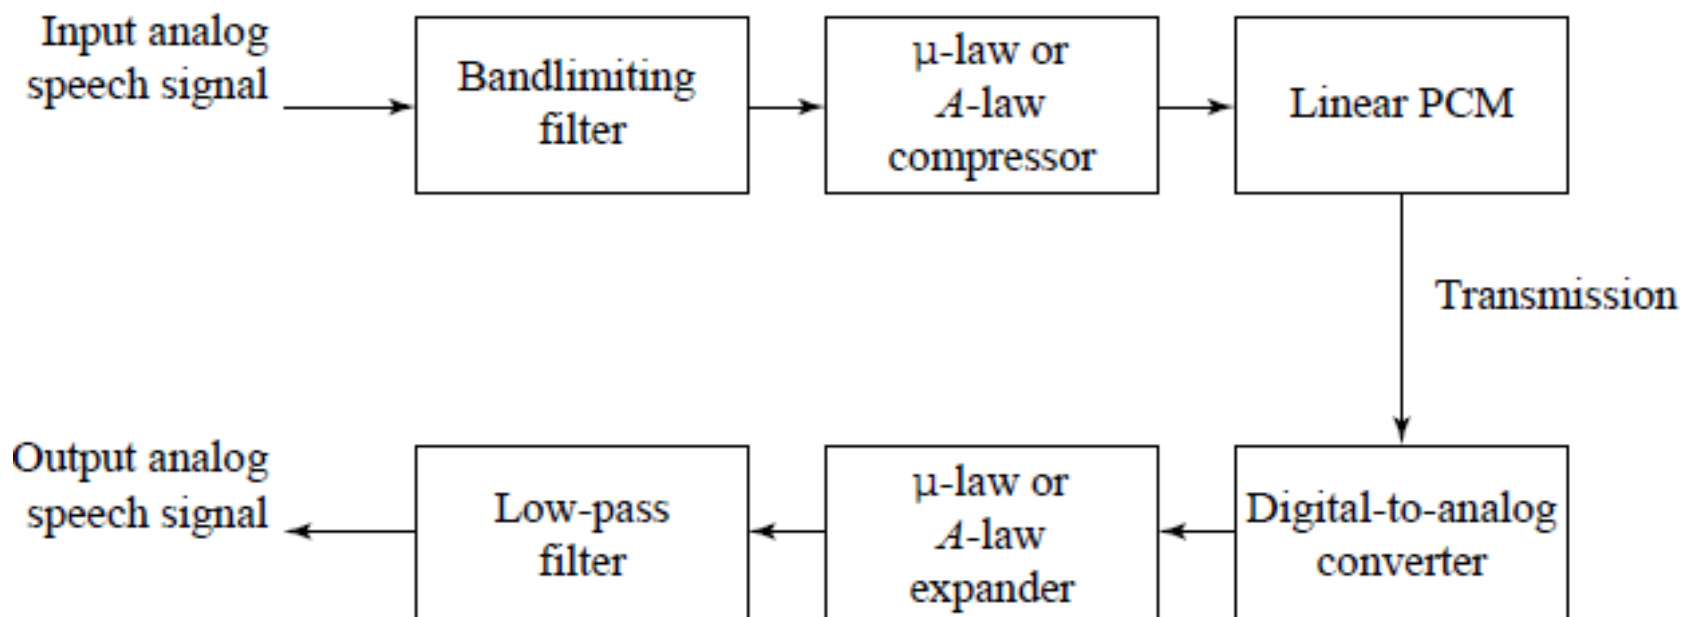 Input analog
speech signal
Bandlimiting
filter
μ-law or
A-law
compressor
Linear PCM
Transmission
Output analog
speech signal
Low-pass
filter
μ-law or
A-law
expander
Digital-to-analog
converter